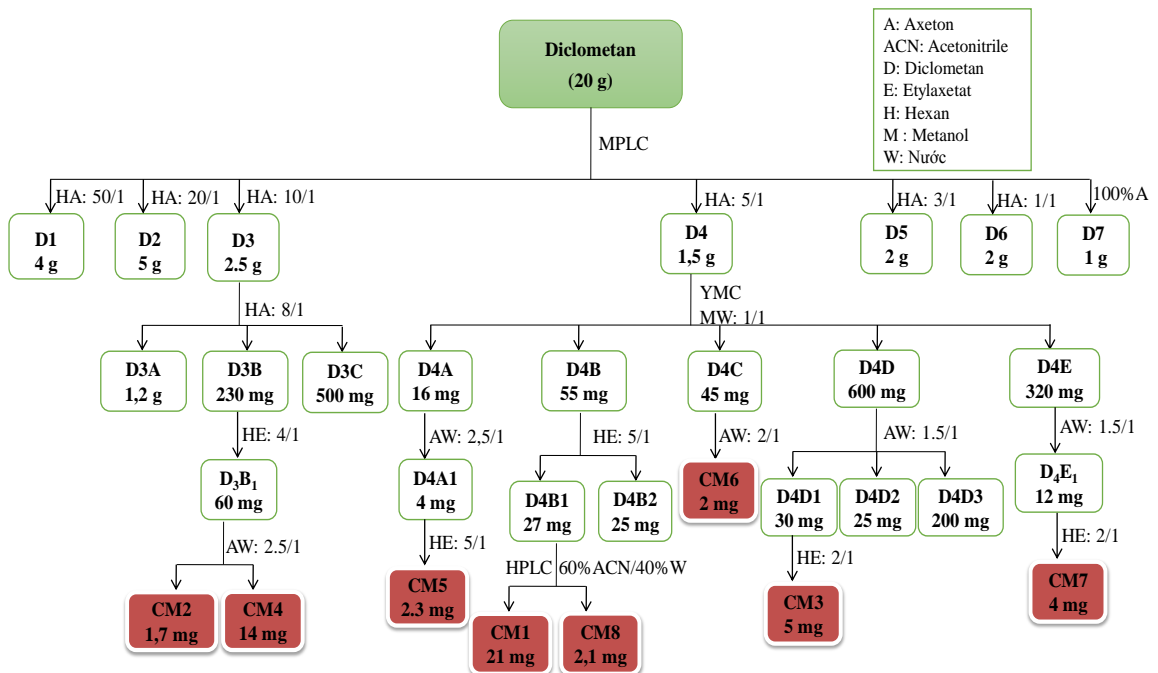 Diclometan
(20 g)
A: Axeton
ACN: Acetonitrile
D: Diclometan
E: Etylaxetat
H: Hexan
M : Metanol
W: Nước
MPLC
HA: 50/1
HA: 20/1
HA: 10/1
HA: 5/1
HA: 3/1
HA: 1/1
100%A
D1
4 g
D2
5 g
D3
2.5 g
D4
1,5 g
D5
2 g
D6
2 g
D7
1 g
HA: 8/1
YMC
MW: 1/1
D3A
1,2 g
D3B
230 mg
D3C
500 mg
D4A
16 mg
D4B
55 mg
D4C
45 mg
D4D
600 mg
D4E
320 mg
HE: 4/1
AW: 2,5/1
HE: 5/1
AW: 2/1
AW: 1.5/1
AW: 1.5/1
D₃B₁
60 mg
D4A1
4 mg
D4B1
27 mg
D4B2
25 mg
CM6
2 mg
D4D1
30 mg
D4D2
25 mg
D4D3
200 mg
D₄E₁
12 mg
AW: 2.5/1
HE: 5/1
HPLC 60%ACN/40%W
HE: 2/1
HE: 2/1
CM2
1,7 mg
CM4
14 mg
CM5
2.3 mg
CM1
21 mg
CM8
2,1 mg
CM3
5 mg
CM7
4 mg